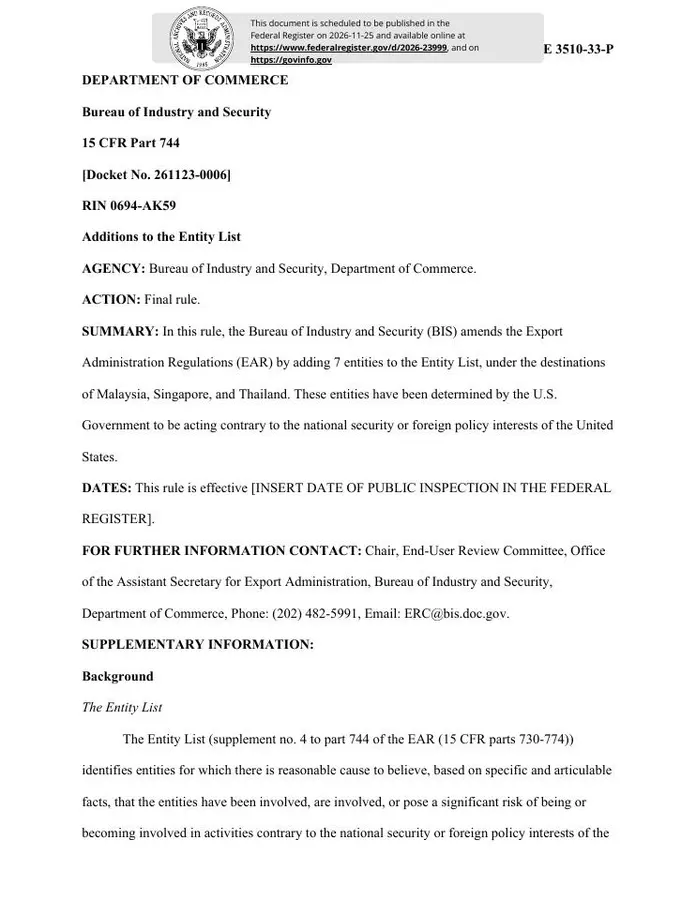 This document is scheduled to be published in the
Federal Register on 2026-11-25 and available online at
https://www.federalregister.gov/d/2026-23999, and on
https://govinfo.gov
E 3510-33-P
DEPARTMENT OF COMMERCE
Bureau of Industry and Security
15 CFR Part 744
[Docket No. 261123-0006]
RIN 0694-AK59
Additions to the Entity List
AGENCY: Bureau of Industry and Security, Department of Commerce.
ACTION: Final rule.
SUMMARY: In this rule, the Bureau of Industry and Security (BIS) amends the Export
Administration Regulations (EAR) by adding 7 entities to the Entity List, under the destinations
of Malaysia, Singapore, and Thailand. These entities have been determined by the U.S.
Government to be acting contrary to the national security or foreign policy interests of the United
States.
DATES: This rule is effective [INSERT DATE OF PUBLIC INSPECTION IN THE FEDERAL
REGISTER].
FOR FURTHER INFORMATION CONTACT: Chair, End-User Review Committee, Office
of the Assistant Secretary for Export Administration, Bureau of Industry and Security,
Department of Commerce, Phone: (202) 482-5991, Email: ERC@bis.doc.gov.
SUPPLEMENTARY INFORMATION:
Background
The Entity List
The Entity List (supplement no. 4 to part 744 of the EAR (15 CFR parts 730-774))
identifies entities for which there is reasonable cause to believe, based on specific and articulable
facts, that the entities have been involved, are involved, or pose a significant risk of being or
becoming involved in activities contrary to the national security or foreign policy interests of the